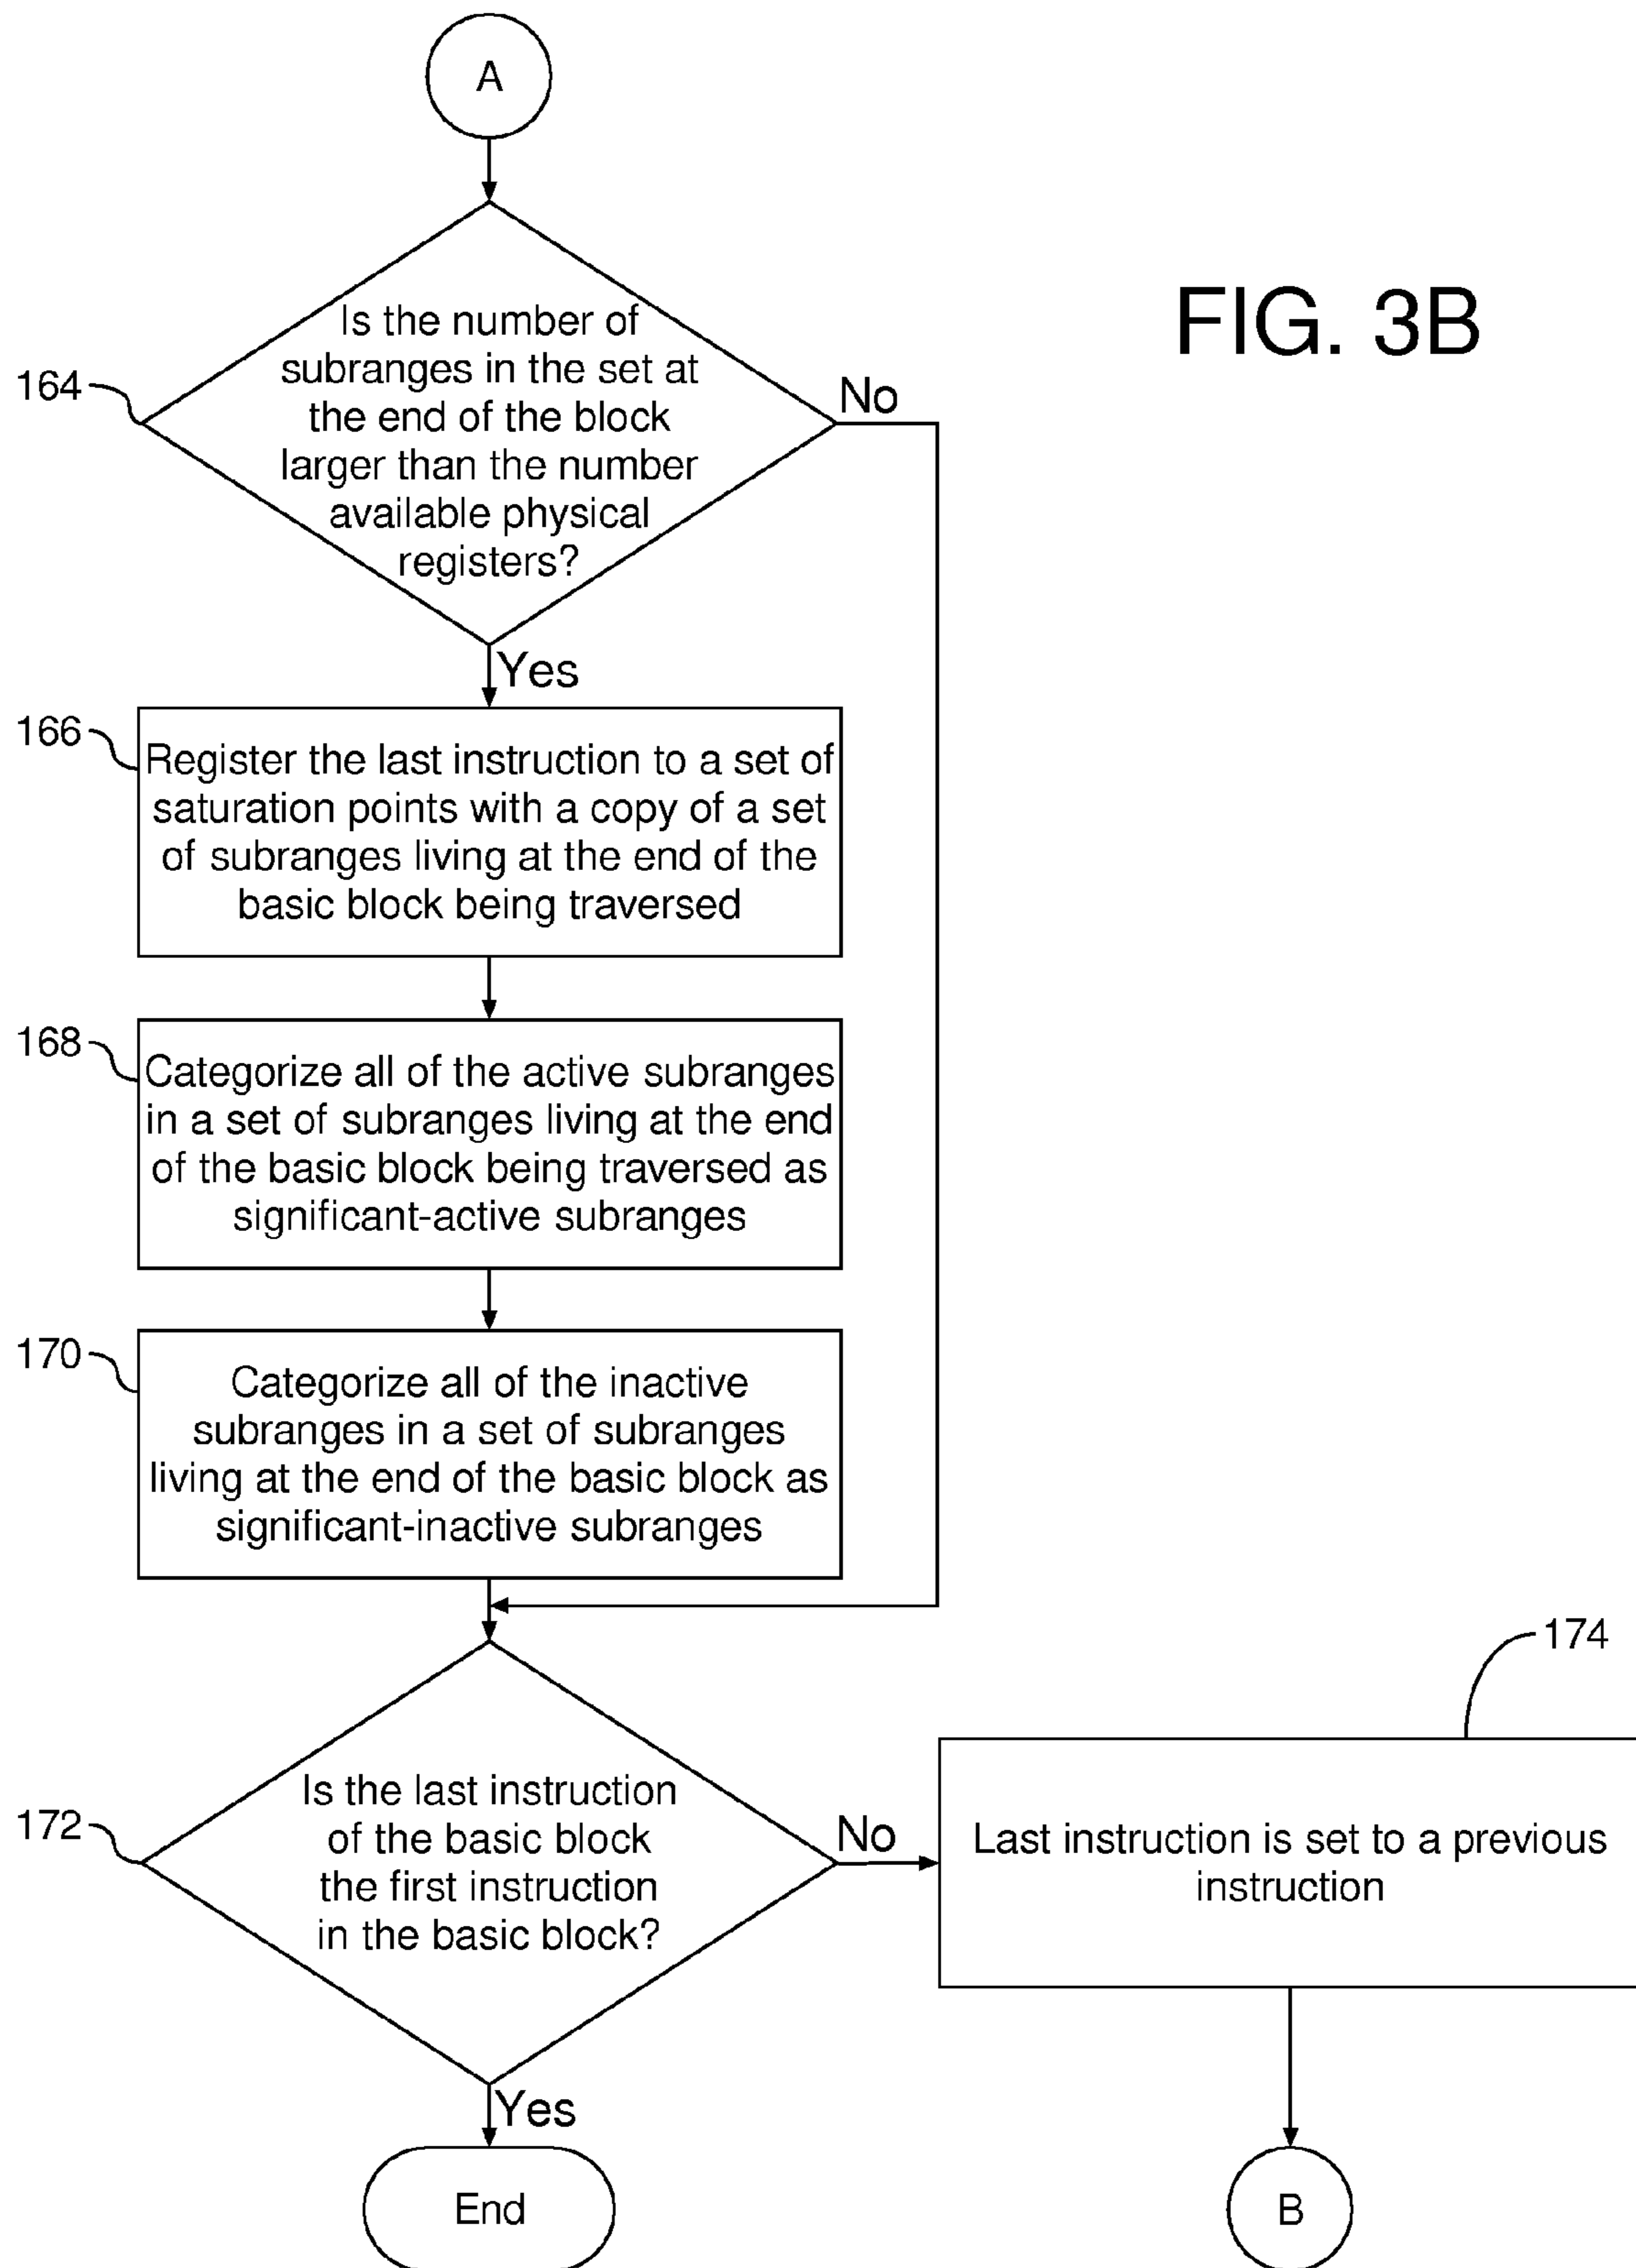 A
FIG. 3B
Is the number of
subranges in the set at
the end of the block
larger than the number
available physical
registers?
164
No
Yes
166
Register the last instruction to a set of
saturation points with a copy of a set
of subranges living at the end of the
basic block being traversed
168
Categorize all of the active subranges
in a set of subranges living at the end
of the basic block being traversed as
significant-active subranges
170
Categorize all of the inactive
subranges in a set of subranges
living at the end of the basic block as
significant-inactive subranges
174
172
Is the last instruction
of the basic block
the first instruction
in the basic block?
No
Last instruction is set to a previous
instruction
Yes
End
B